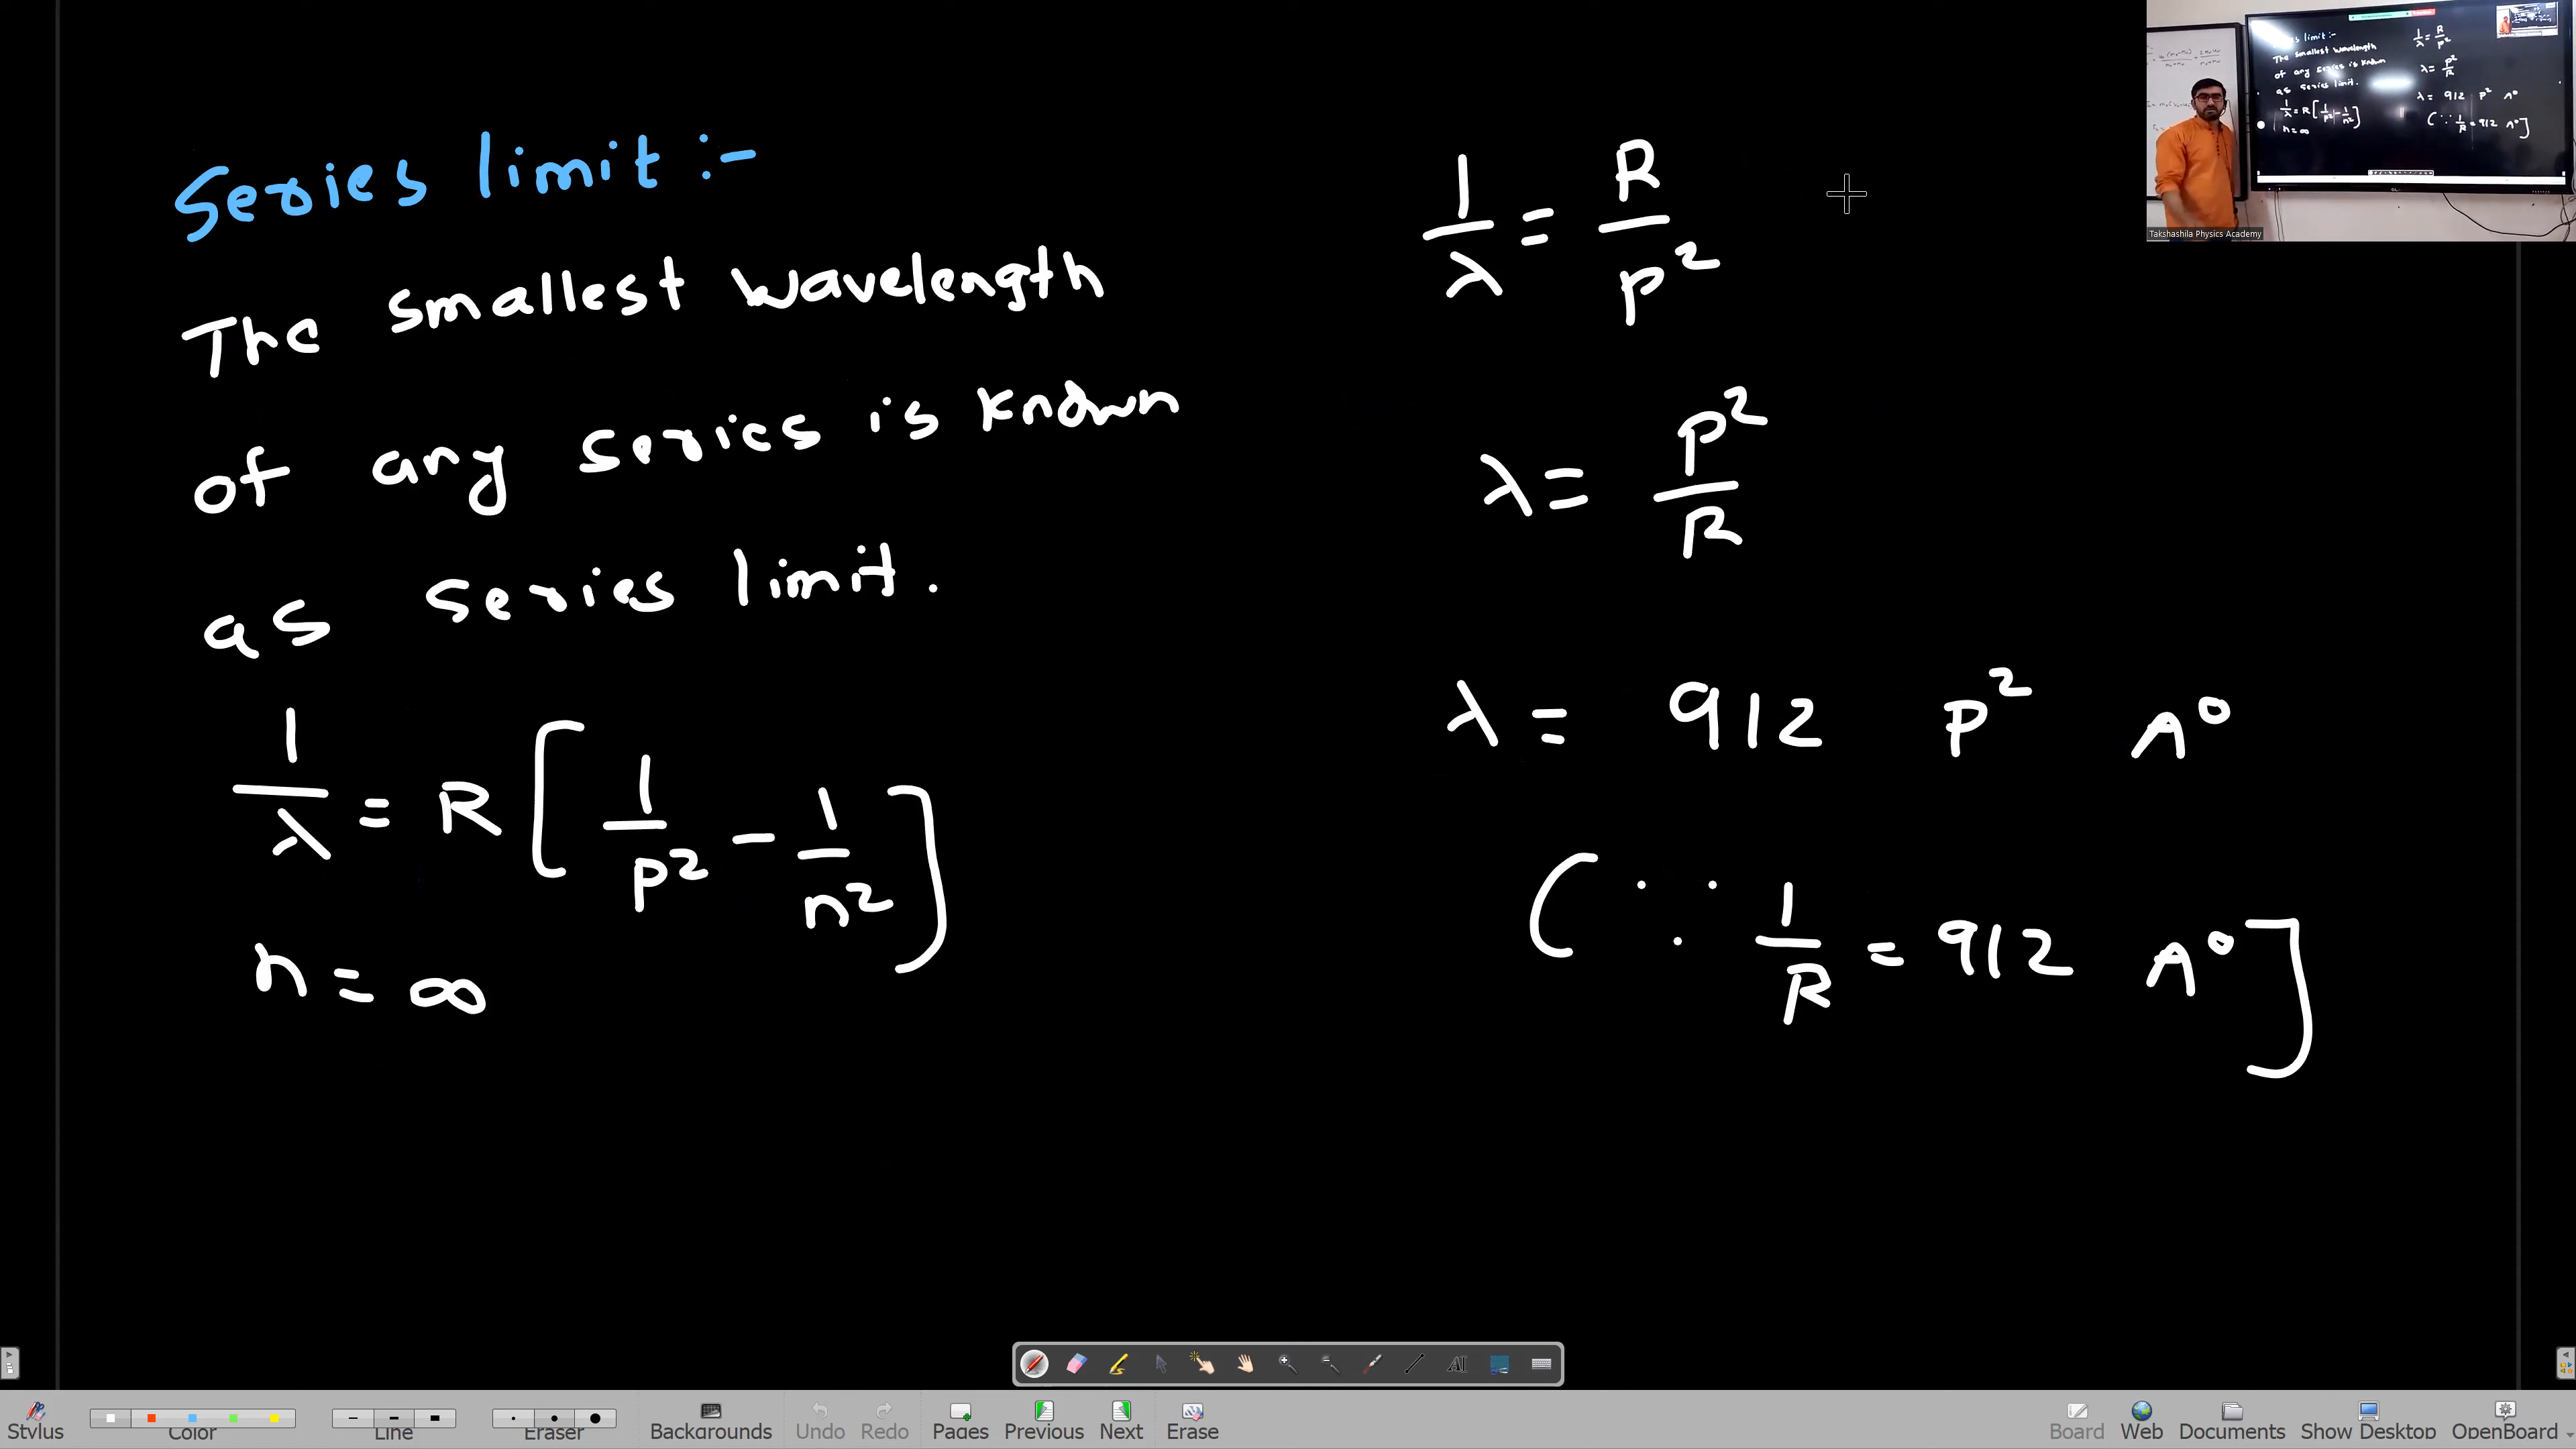 Series limit :-
The smallest wavelength
of any series is known
as series limit.
1/λ = R [ 1/p² - 1/n² ]
n = ∞
1/λ = R/p²
λ = p²/R
λ = 912 p² A°
( ∵ 1/R = 912 A° ]
Takshashila Physics Academy
Stylus Color Line Eraser Backgrounds Undo Redo Pages Previous Next Erase Board Web Documents Show Desktop OpenBoard